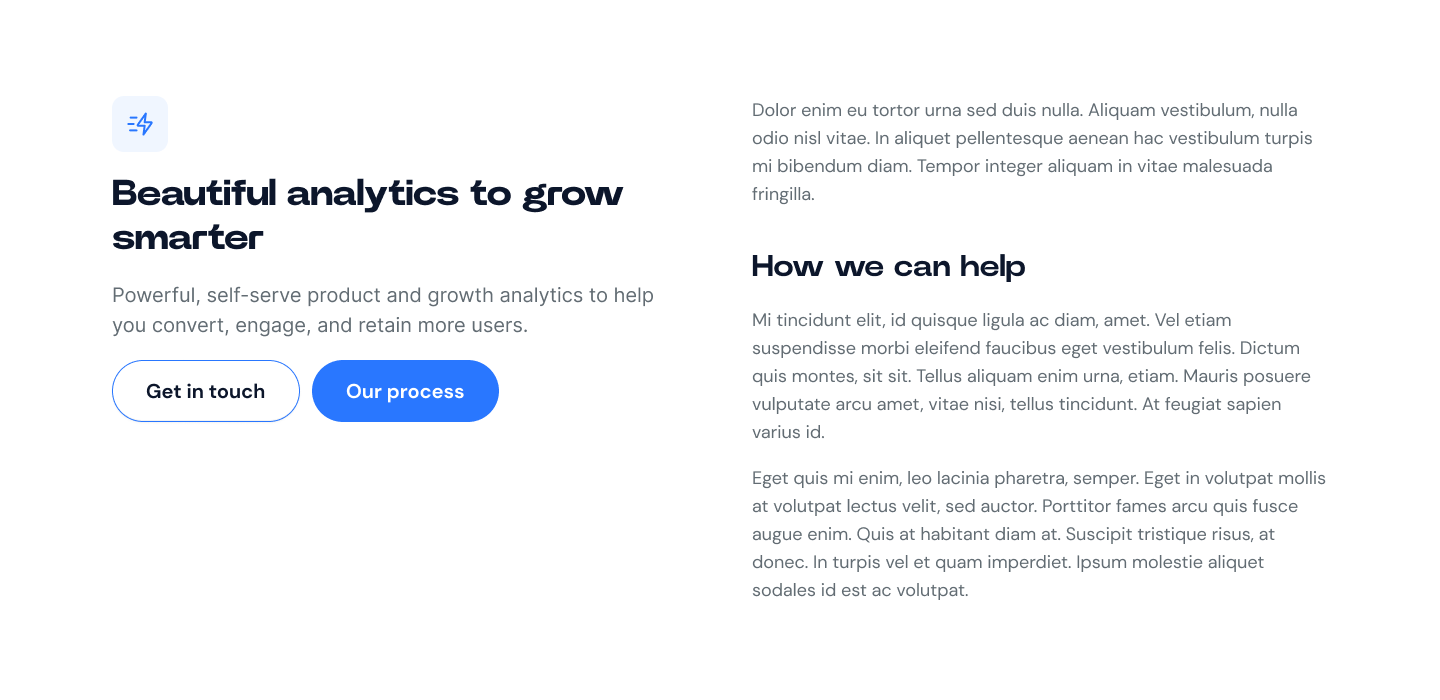 Beautiful analytics to grow
smarter
Powerful, self-serve product and growth analytics to help
you convert, engage, and retain more users.
Get in touch
Our process
Dolor enim eu tortor urna sed duis nulla. Aliquam vestibulum, nulla
odio nisl vitae. In aliquet pellentesque aenean hac vestibulum turpis
mi bibendum diam. Tempor integer aliquam in vitae malesuada
fringilla.
How we can help
Mi tincidunt elit, id quisque ligula ac diam, amet. Vel etiam
suspendisse morbi eleifend faucibus eget vestibulum felis. Dictum
quis montes, sit sit. Tellus aliquam enim urna, etiam. Mauris posuere
vulputate arcu amet, vitae nisi, tellus tincidunt. At feugiat sapien
varius id.
Eget quis mi enim, leo lacinia pharetra, semper. Eget in volutpat mollis
at volutpat lectus velit, sed auctor. Porttitor fames arcu quis fusce
augue enim. Quis at habitant diam at. Suscipit tristique risus, at
donec. In turpis vel et quam imperdiet. Ipsum molestie aliquet
sodales id est ac volutpat.